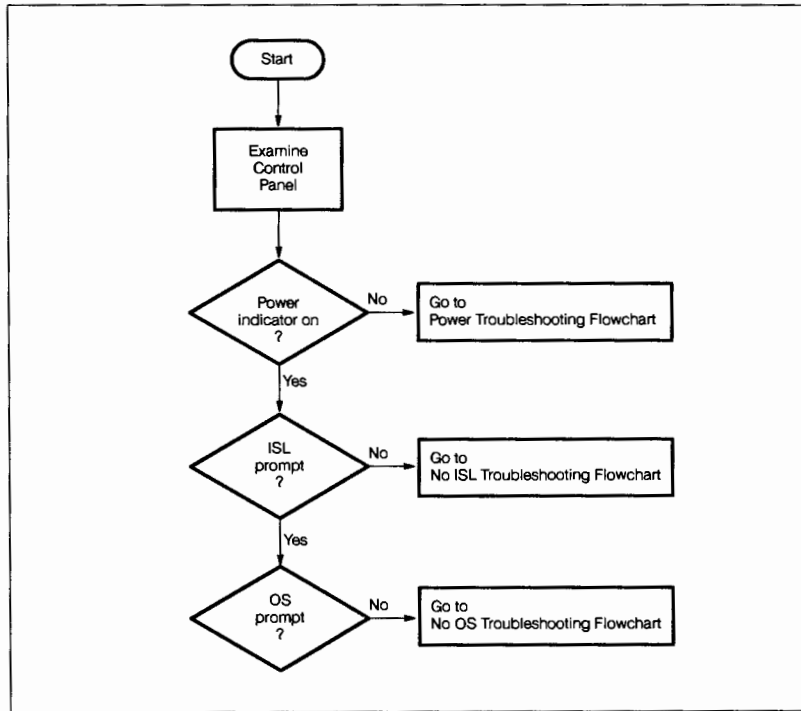 Start
Examine
Control
Panel
Power
indicator on
?
No
Go to
Power Troubleshooting Flowchart
Yes
ISL
prompt
?
No
Go to
No ISL Troubleshooting Flowchart
Yes
OS
prompt
?
No
Go to
No OS Troubleshooting Flowchart